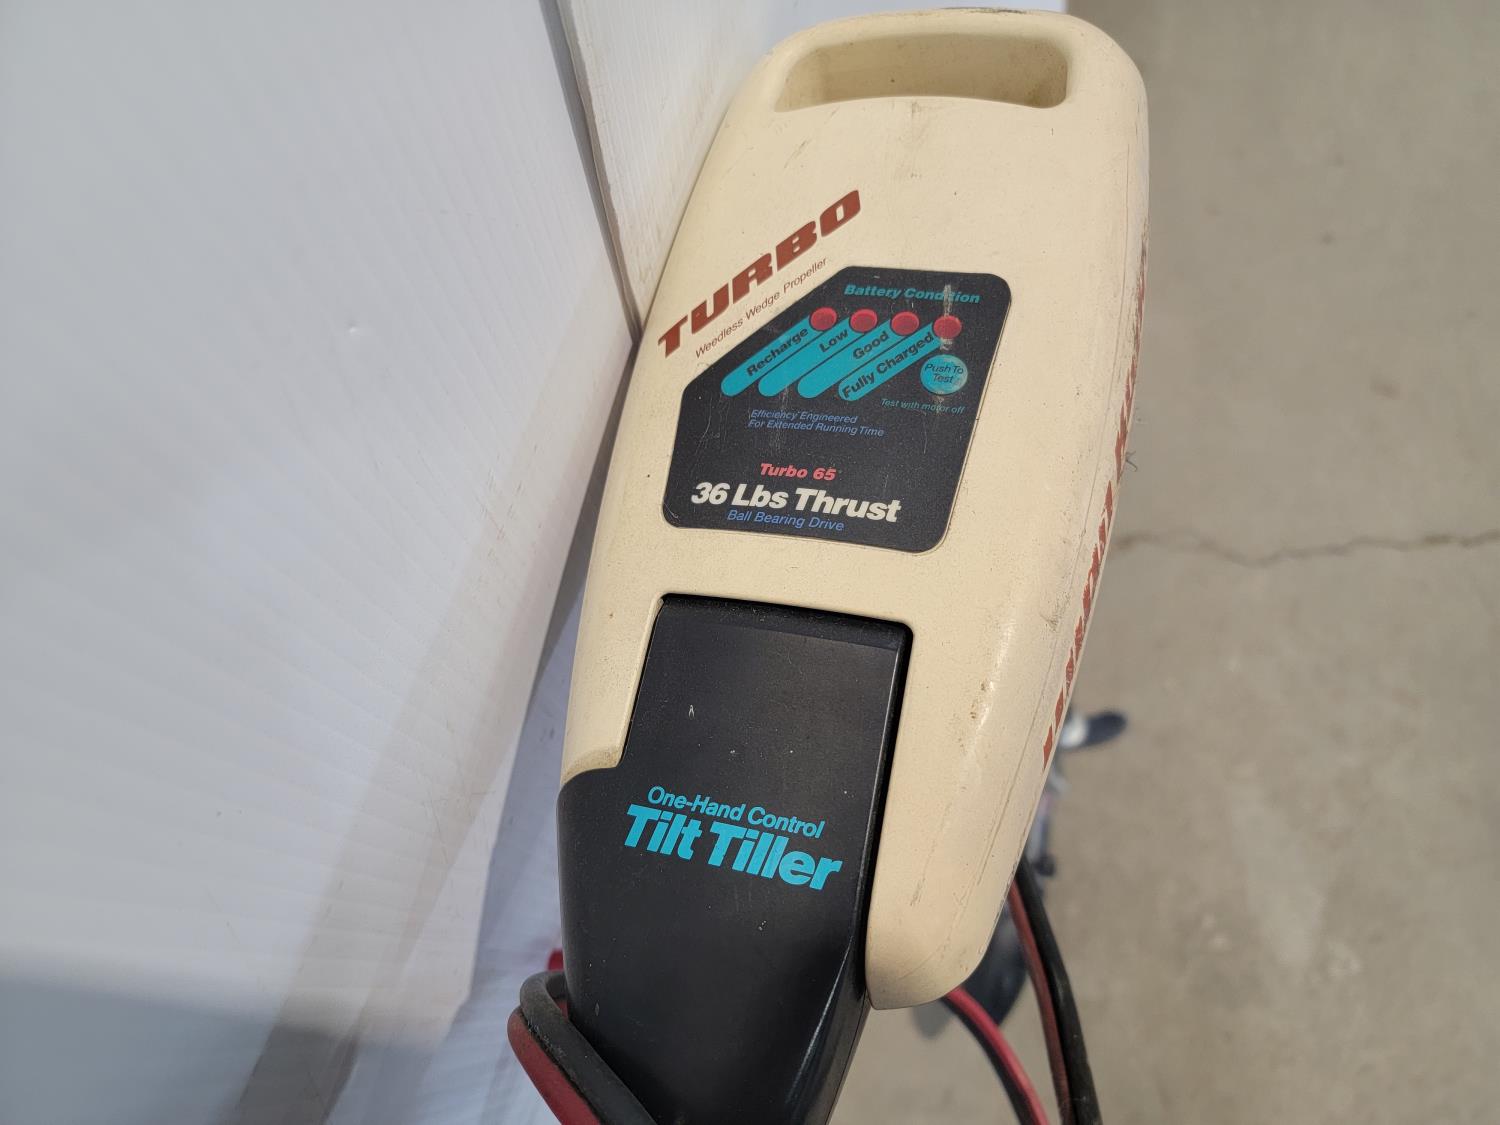 TURBO
Weedless Wedge Propeller
Battery Condition
Recharge
Low
Good
Fully Charged
Push To
Test
Test with motor off
Efficiency Engineered
For Extended Running Time
Turbo 65
36 Lbs Thrust
Ball Bearing Drive
One-Hand Control
Tilt Tiller